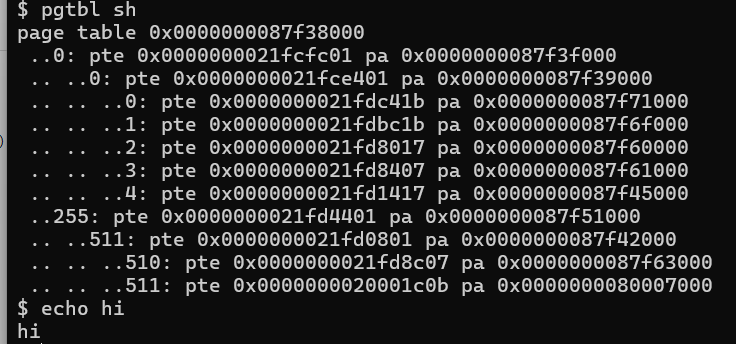 $ pgtbl sh
page table 0x0000000087f38000
..0: pte 0x0000000021fcfc01 pa 0x0000000087f3f000
.. ..0: pte 0x0000000021fce401 pa 0x0000000087f39000
.. .. ..0: pte 0x0000000021fdc41b pa 0x0000000087f71000
.. .. ..1: pte 0x0000000021fdbc1b pa 0x0000000087f6f000
.. .. ..2: pte 0x0000000021fd8017 pa 0x0000000087f60000
.. .. ..3: pte 0x0000000021fd8407 pa 0x0000000087f61000
.. .. ..4: pte 0x0000000021fd1417 pa 0x0000000087f45000
..255: pte 0x0000000021fd4401 pa 0x0000000087f51000
.. ..511: pte 0x0000000021fd0801 pa 0x0000000087f42000
.. .. ..510: pte 0x0000000021fd8c07 pa 0x0000000087f63000
.. .. ..511: pte 0x0000000020001c0b pa 0x0000000080007000
$ echo hi
hi